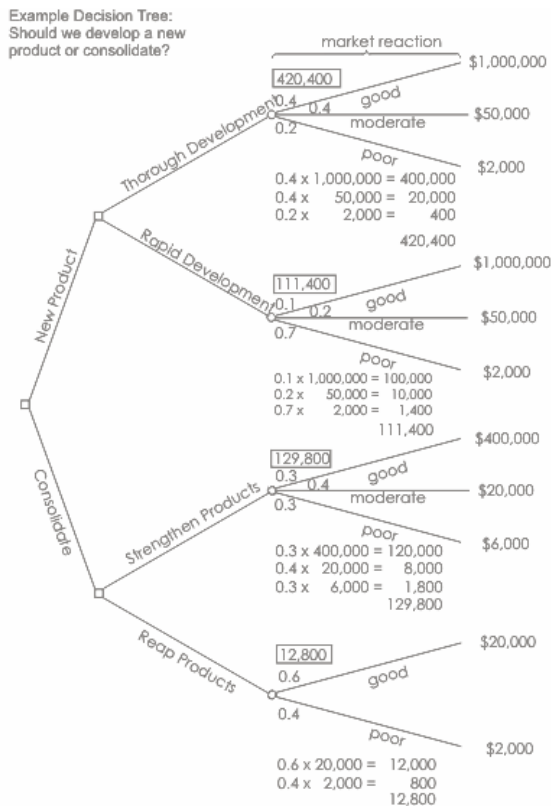 Example Decision Tree:
Should we develop a new
product or consolidate?
market reaction
420,400
Thorough Development
0.4
0.4
0.2
good
moderate
poor
$1,000,000
$50,000
$2,000
0.4 x 1,000,000 = 400,000
0.4 x 50,000 = 20,000
0.2 x 2,000 = 400
420,400
New Product
Rapid Development
111,400
0.1
0.2
0.7
good
moderate
poor
$1,000,000
$50,000
$2,000
0.1 x 1,000,000 = 100,000
0.2 x 50,000 = 10,000
0.7 x 2,000 = 1,400
111,400
Consolidate
Strengthen Products
129,800
0.3
0.4
0.3
good
moderate
poor
$400,000
$20,000
$6,000
0.3 x 400,000 = 120,000
0.4 x 20,000 = 8,000
0.3 x 6,000 = 1,800
129,800
Reap Products
12,800
0.6
0.4
good
poor
$20,000
$2,000
0.6 x 20,000 = 12,000
0.4 x 2,000 = 800
12,800